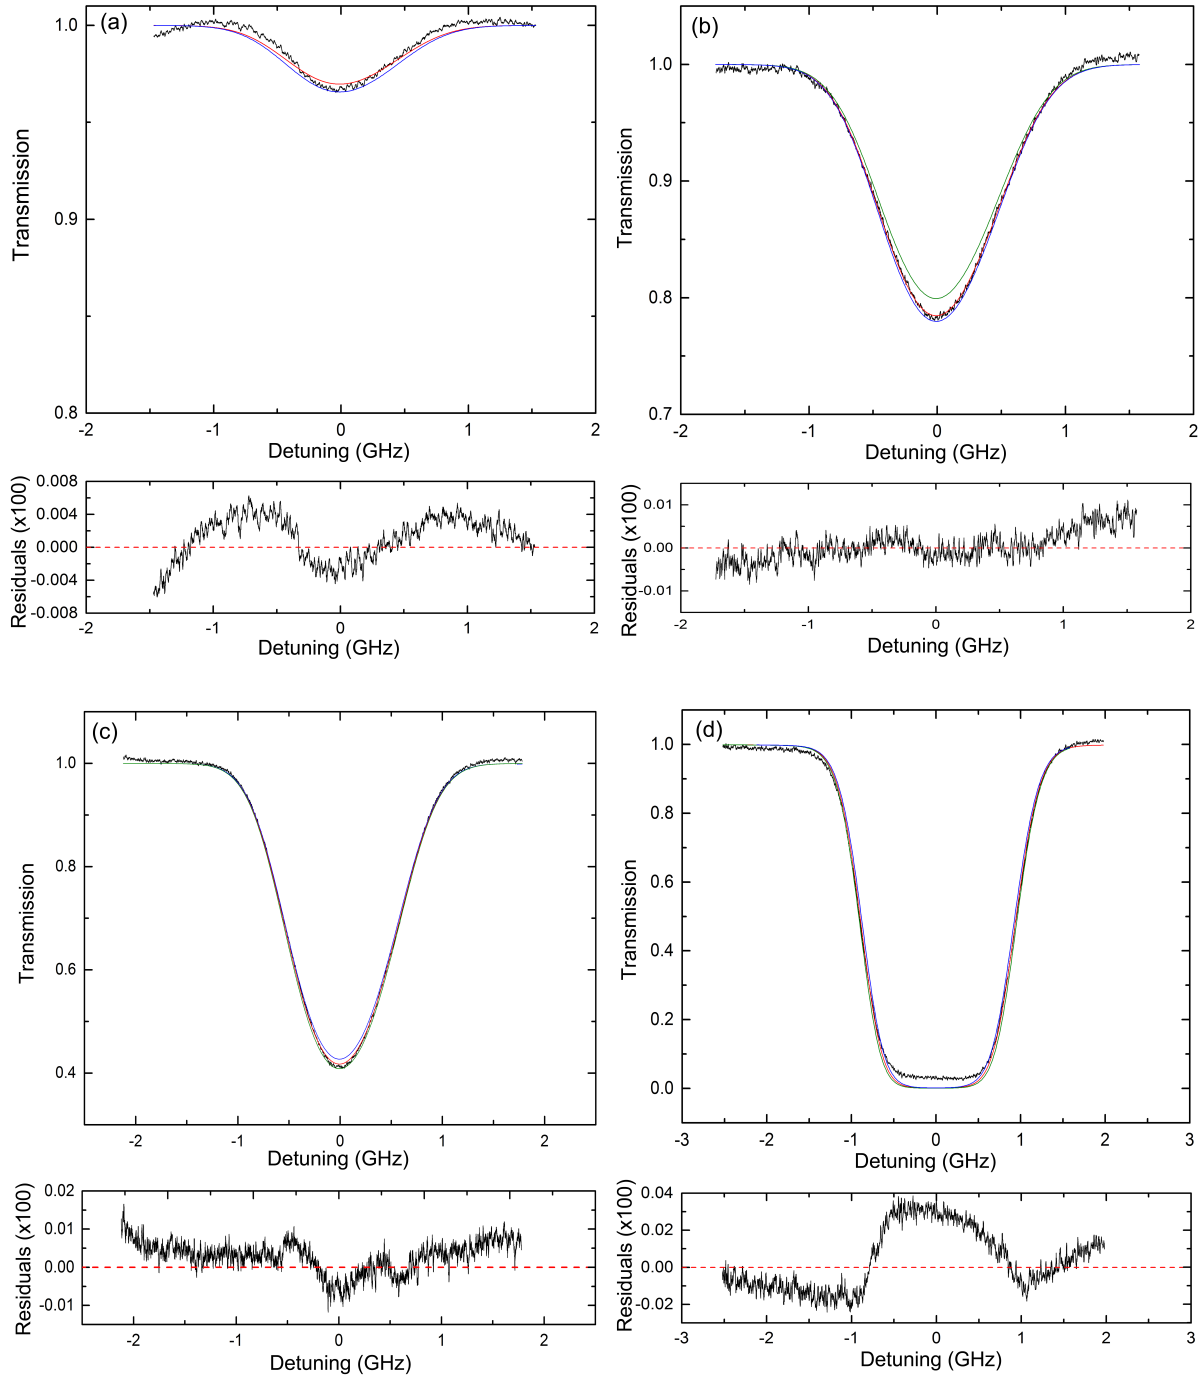 (a)
1.0
0.9
0.8
Transmission
-2 -1 0 1 2
Detuning (GHz)
(b)
1.0
0.9
0.8
0.7
Transmission
-2 -1 0 1 2
Detuning (GHz)
0.008
0.004
0.000
-0.004
-0.008
Residuals (x100)
-2 -1 0 1 2
Detuning (GHz)
0.01
0.00
-0.01
Residuals (x100)
-2 -1 0 1 2
Detuning (GHz)
(c)
1.0
0.8
0.6
0.4
Transmission
-2 -1 0 1 2
Detuning (GHz)
(d)
1.0
0.8
0.6
0.4
0.2
0.0
Transmission
-3 -2 -1 0 1 2 3
Detuning (GHz)
0.02
0.01
0.00
-0.01
Residuals (x100)
-2 -1 0 1 2
Detuning (GHz)
0.04
0.02
0.00
-0.02
Residuals (x100)
-3 -2 -1 0 1 2 3
Detuning (GHz)